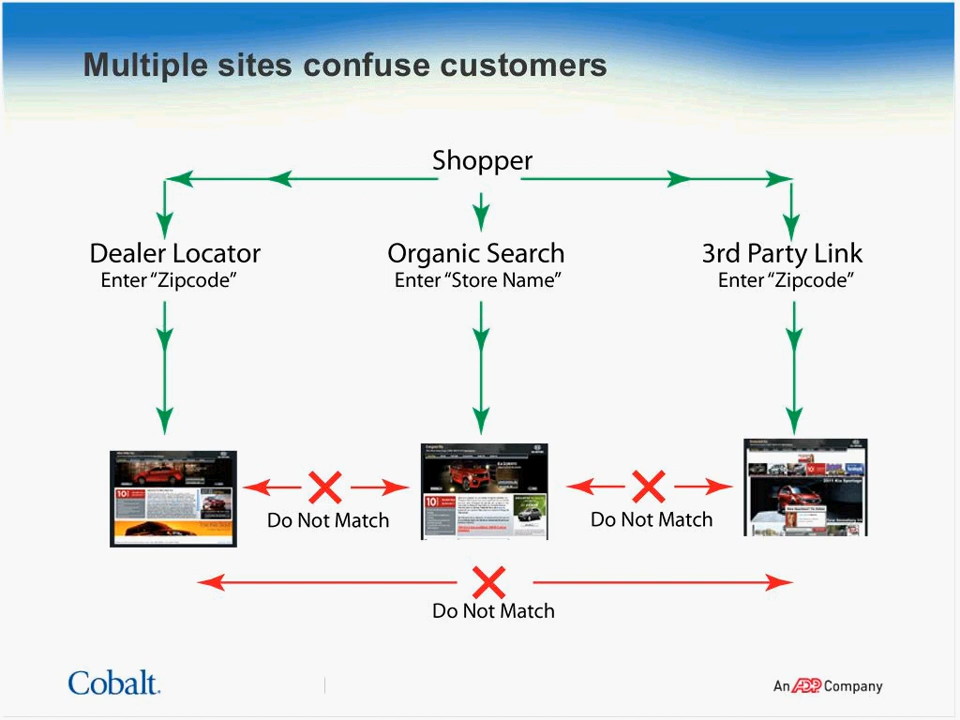 Multiple sites confuse customers
Shopper
Dealer Locator
Enter “Zipcode”
Organic Search
Enter “Store Name”
3rd Party Link
Enter “Zipcode”
Do Not Match
Do Not Match
Do Not Match
Cobalt.
An ADP Company